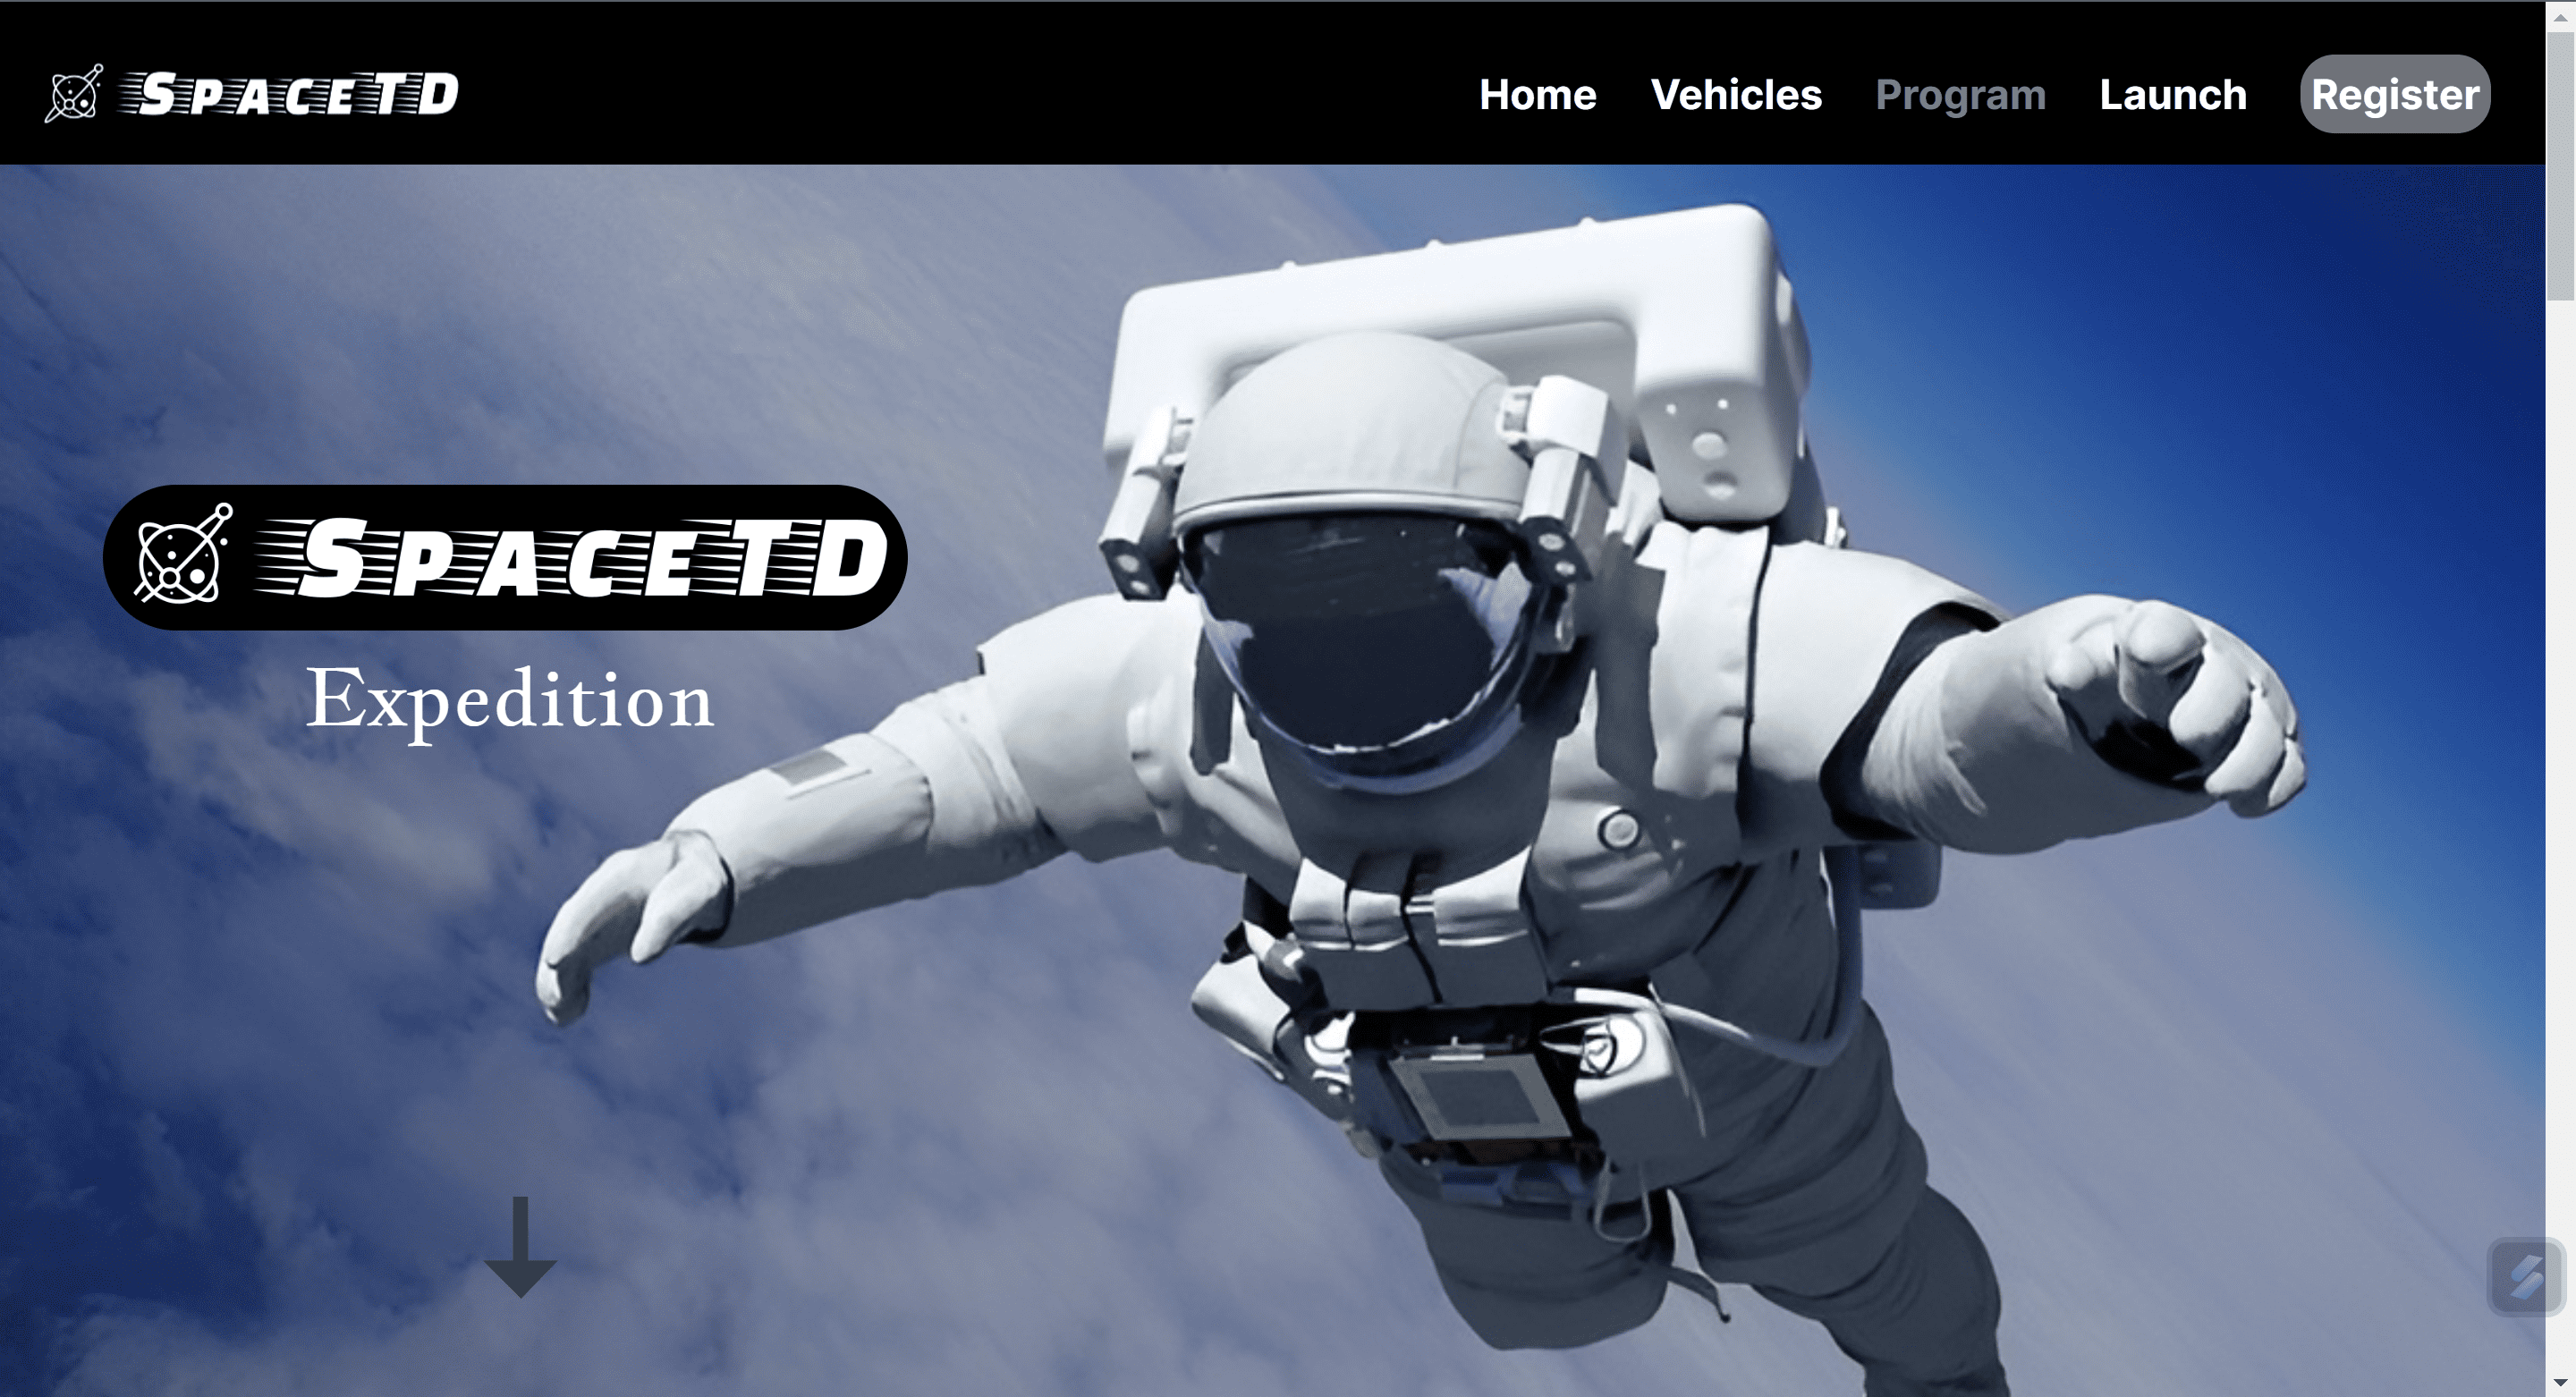 SPACETD
Home Vehicles Program Launch Register
SPACETD
Expedition